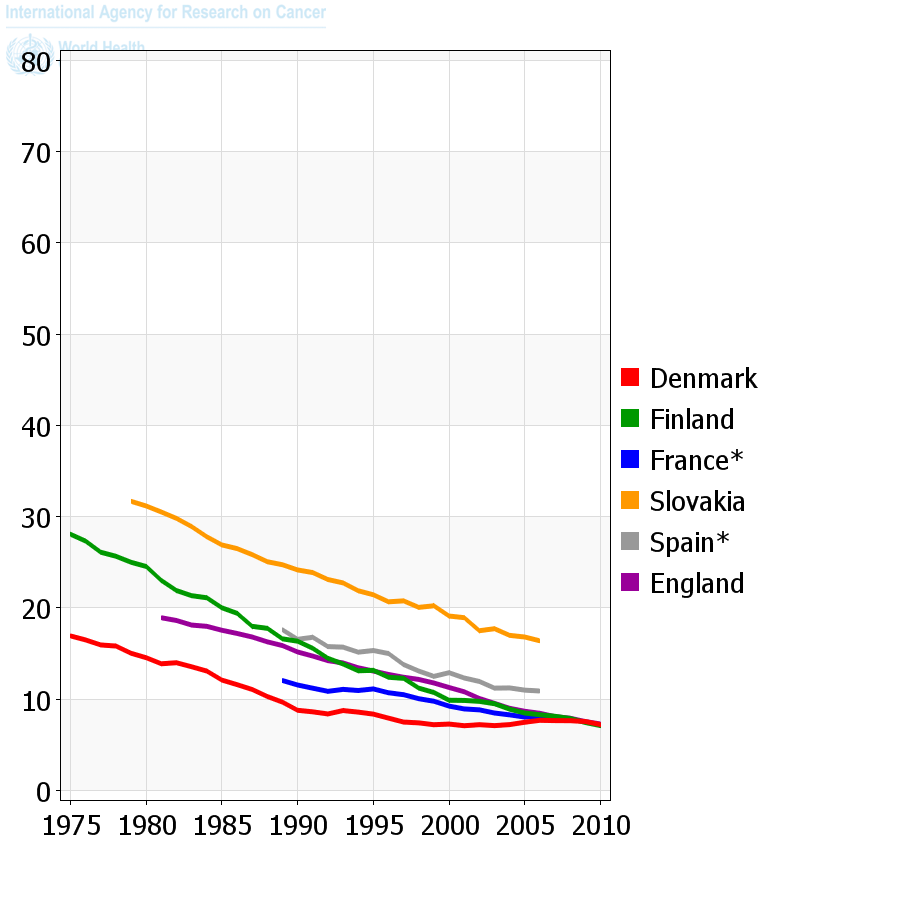 International Agency for Research on Cancer
World Health
80
70
60
50
40
30
20
10
0
1975 1980 1985 1990 1995 2000 2005 2010
Denmark
Finland
France*
Slovakia
Spain*
England